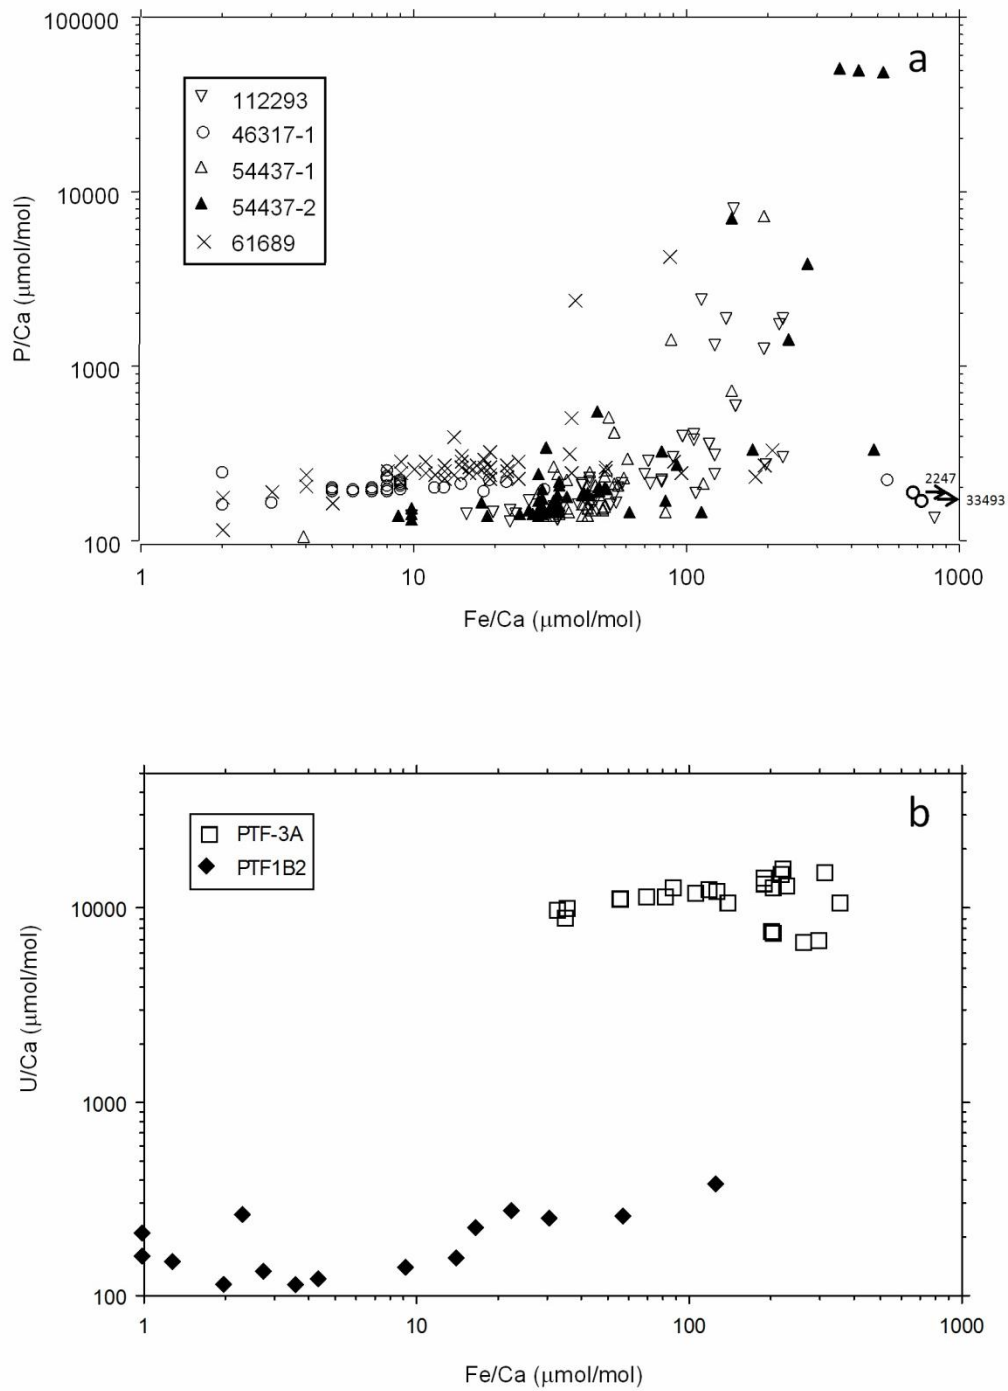 100000
a
112293
46317-1
54437-1
54437-2
61689
10000
P/Ca (μmol/mol)
1000
2247
33493
100
1 10 100 1000
Fe/Ca (μmol/mol)
b
PTF-3A
PTF1B2
10000
U/Ca (μmol/mol)
1000
100
1 10 100 1000
Fe/Ca (μmol/mol)